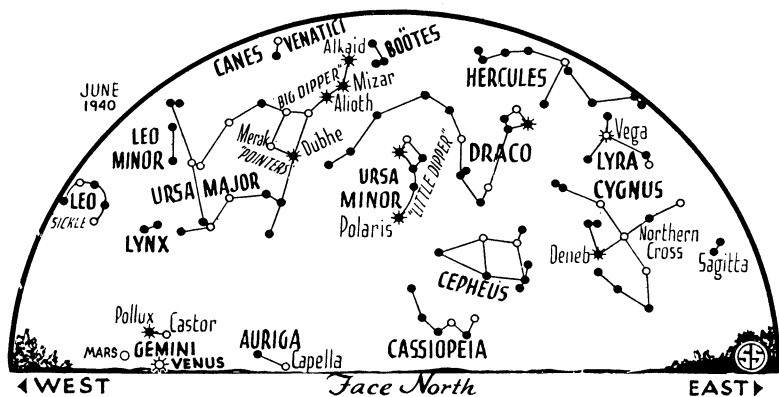 CANES VENATICI
Alkaid
BOÖTES
HERCULES
JUNE
1940
"BIG DIPPER"
Mizar
Alioth
LEO
MINOR
Merak
"POINTERS"
Dubhe
URSA MAJOR
URSA
MINOR
"LITTLE DIPPER"
Polaris
DRACO
Vega
LYRA
CYGNUS
LEO
SICKLE
LYNX
Deneb
Northern
Cross
Sagitta
CEPHEUS
Pollux
Castor
MARS
GEMINI
VENUS
AURIGA
Capella
CASSIOPEIA
WEST
Face North
EAST